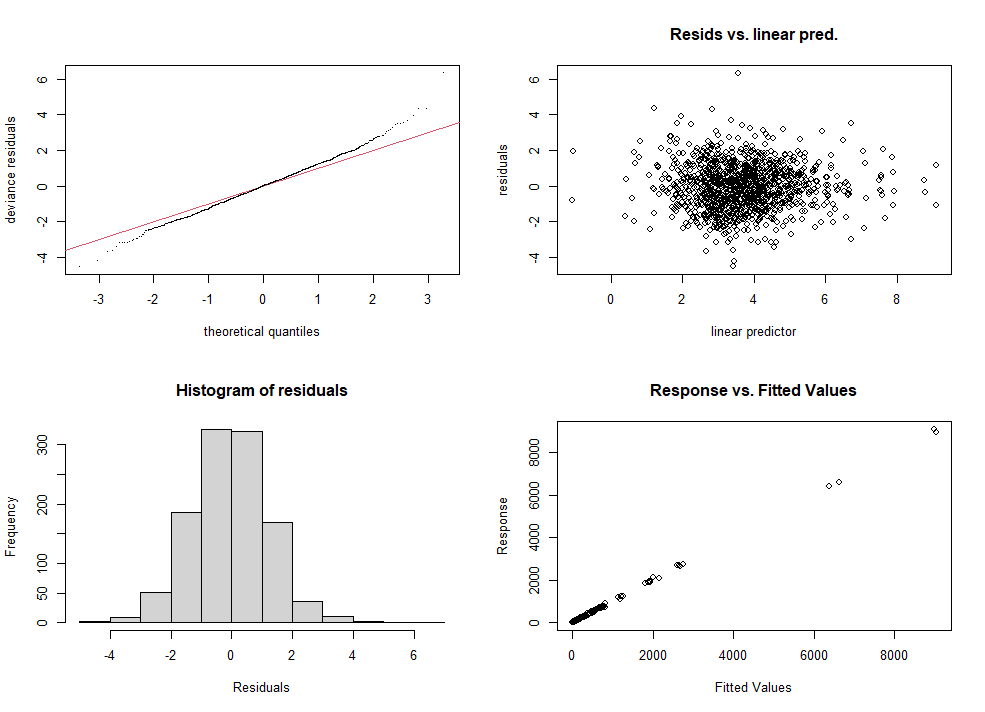 deviance residuals
6
4
2
0
-2
-4
-3 -2 -1 0 1 2 3
theoretical quantiles
Resids vs. linear pred.
residuals
6
4
2
0
-2
-4
0 2 4 6 8
linear predictor
Histogram of residuals
Frequency
300
200
100
50
0
-4 -2 0 2 4 6
Residuals
Response vs. Fitted Values
Response
8000
6000
4000
2000
0
0 2000 4000 6000 8000
Fitted Values